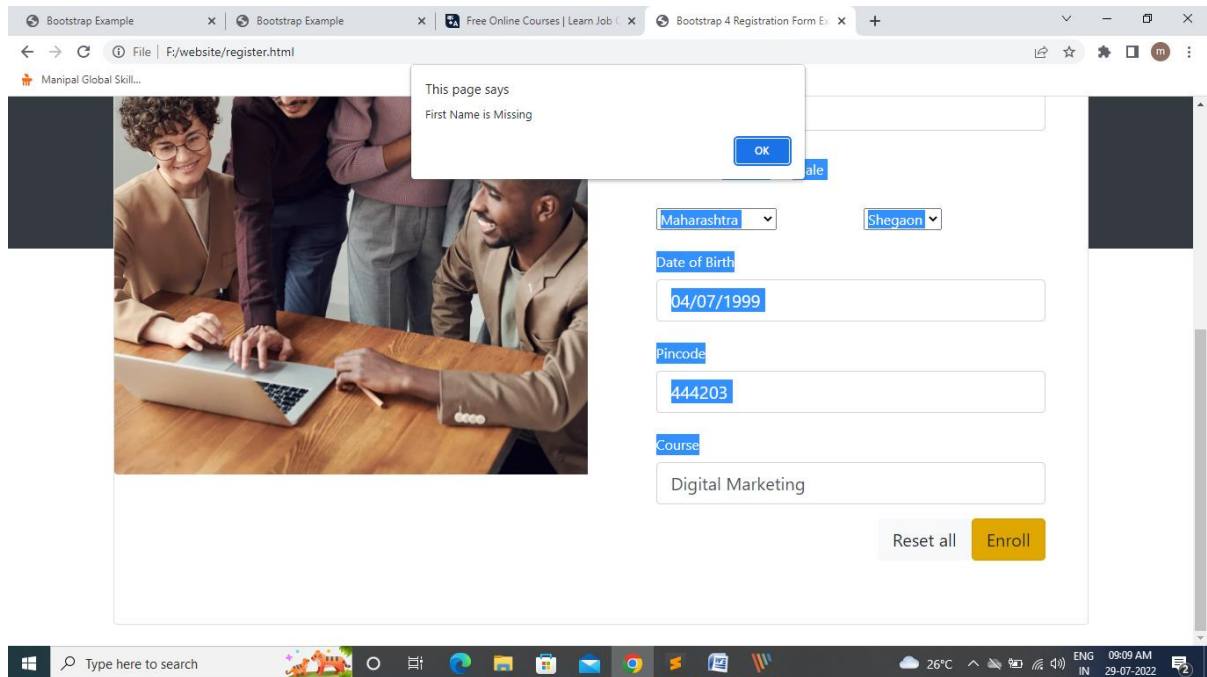 Bootstrap Example
Bootstrap Example
Free Online Courses | Learn Job
Bootstrap 4 Registration Form Ex
File | F:/website/register.html
m
Manipal Global Skill...
This page says
First Name is Missing
OK
ale
Maharashtra
Shegaon
Date of Birth
04/07/1999
Pincode
444203
Course
Digital Marketing
Reset all
Enroll
Type here to search
26°C
ENG
IN
09:09 AM
29-07-2022
2